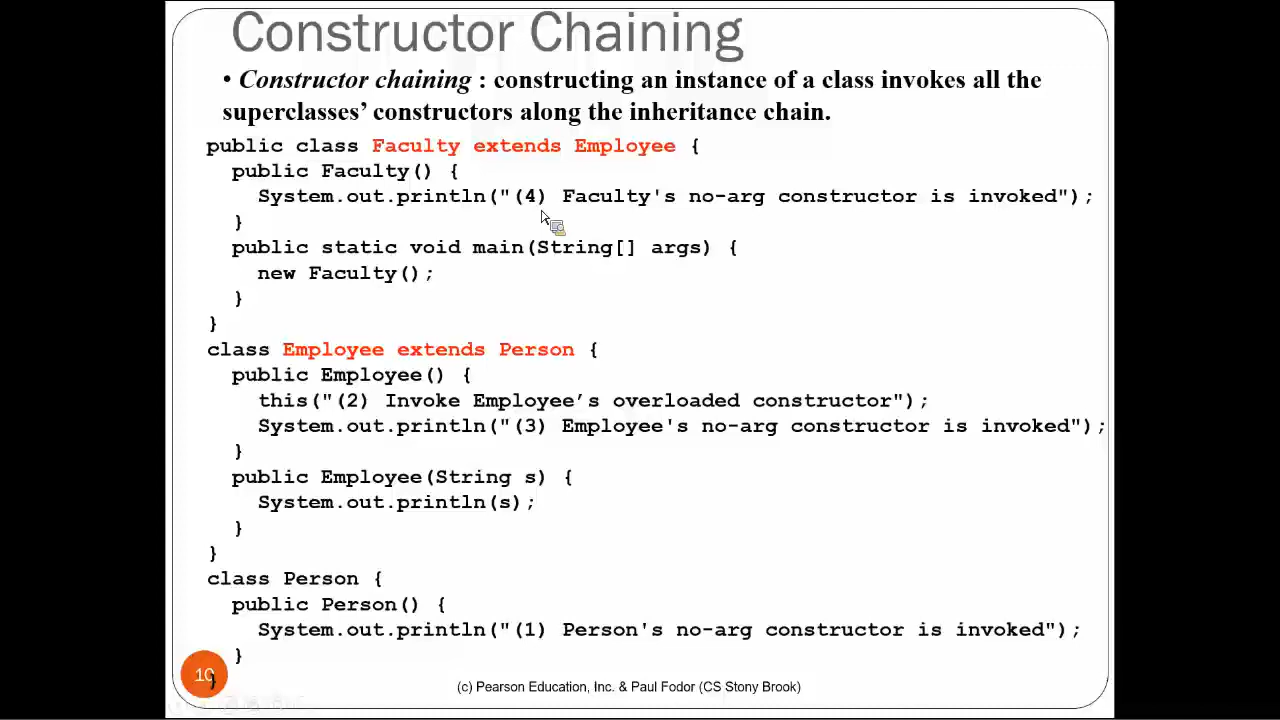 Constructor Chaining
• Constructor chaining : constructing an instance of a class invokes all the
superclasses’ constructors along the inheritance chain.
public class Faculty extends Employee {
  public Faculty() {
    System.out.println("(4) Faculty's no-arg constructor is invoked");
  }
  public static void main(String[] args) {
    new Faculty();
  }
}
class Employee extends Person {
  public Employee() {
    this("(2) Invoke Employee’s overloaded constructor");
    System.out.println("(3) Employee's no-arg constructor is invoked");
  }
  public Employee(String s) {
    System.out.println(s);
  }
}
class Person {
  public Person() {
    System.out.println("(1) Person's no-arg constructor is invoked");
  }
}
10
(c) Pearson Education, Inc. & Paul Fodor (CS Stony Brook)